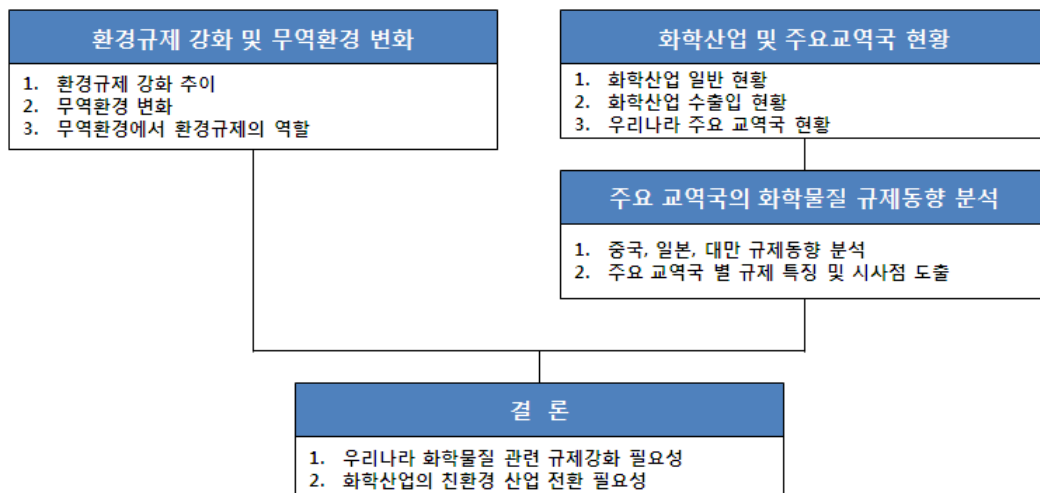 환경규제 강화 및 무역환경 변화
1. 환경규제 강화 추이
2. 무역환경 변화
3. 무역환경에서 환경규제의 역할
화학산업 및 주요교역국 현황
1. 화학산업 일반 현황
2. 화학산업 수출입 현황
3. 우리나라 주요 교역국 현황
주요 교역국의 화학물질 규제동향 분석
1. 중국, 일본, 대만 규제동향 분석
2. 주요 교역국 별 규제 특징 및 시사점 도출
결 론
1. 우리나라 화학물질 관련 규제강화 필요성
2. 화학산업의 친환경 산업 전환 필요성